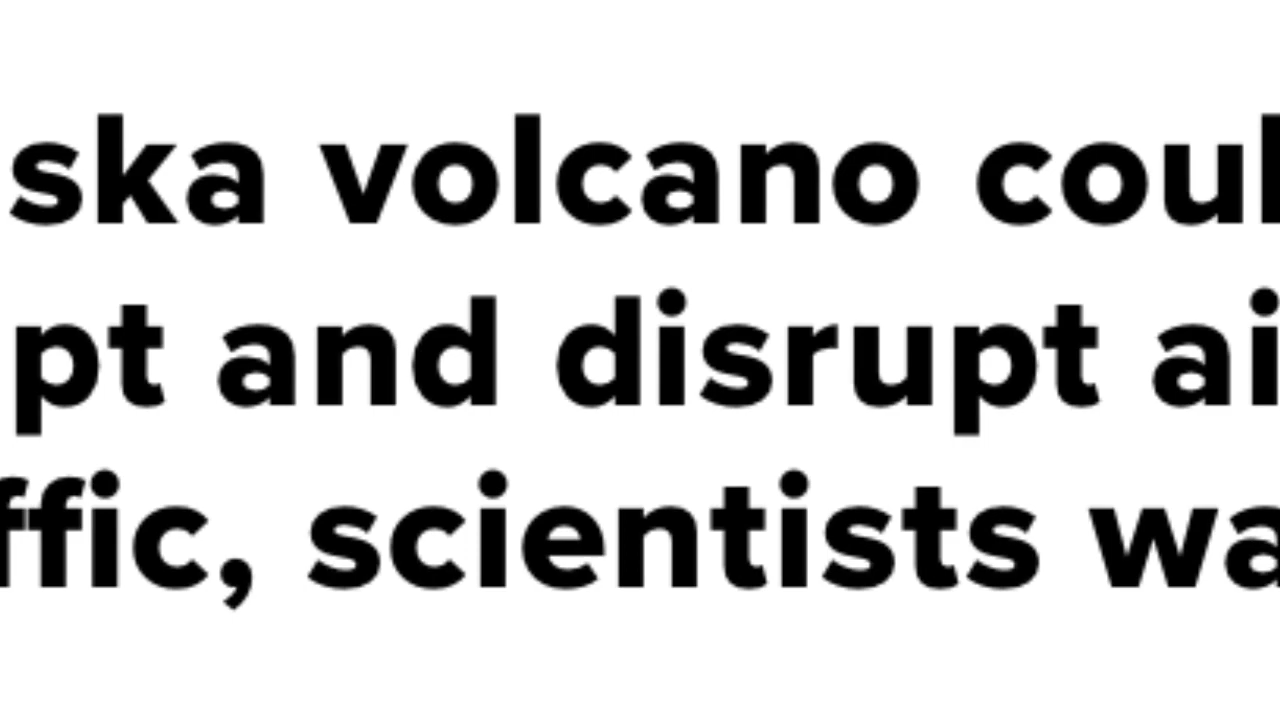 ska volcano coul
pt and disrupt ai
ffic, scientists wa